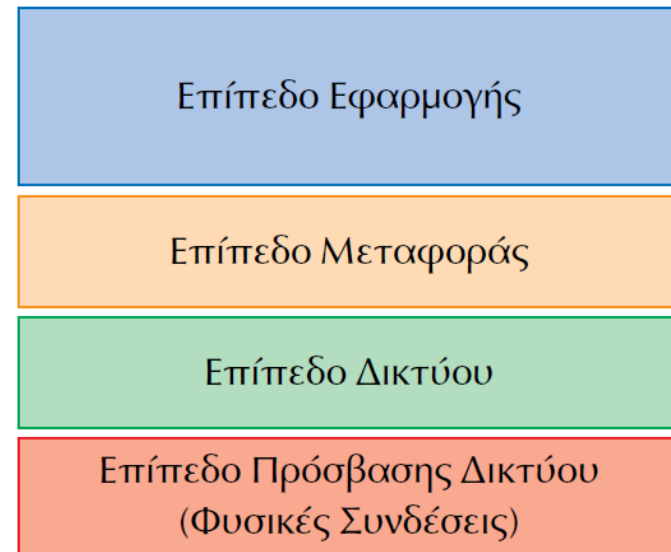 Επίπεδο Εφαρμογής
Επίπεδο Μεταφοράς
Επίπεδο Δικτύου
Επίπεδο Πρόσβασης Δικτύου
(Φυσικές Συνδέσεις)